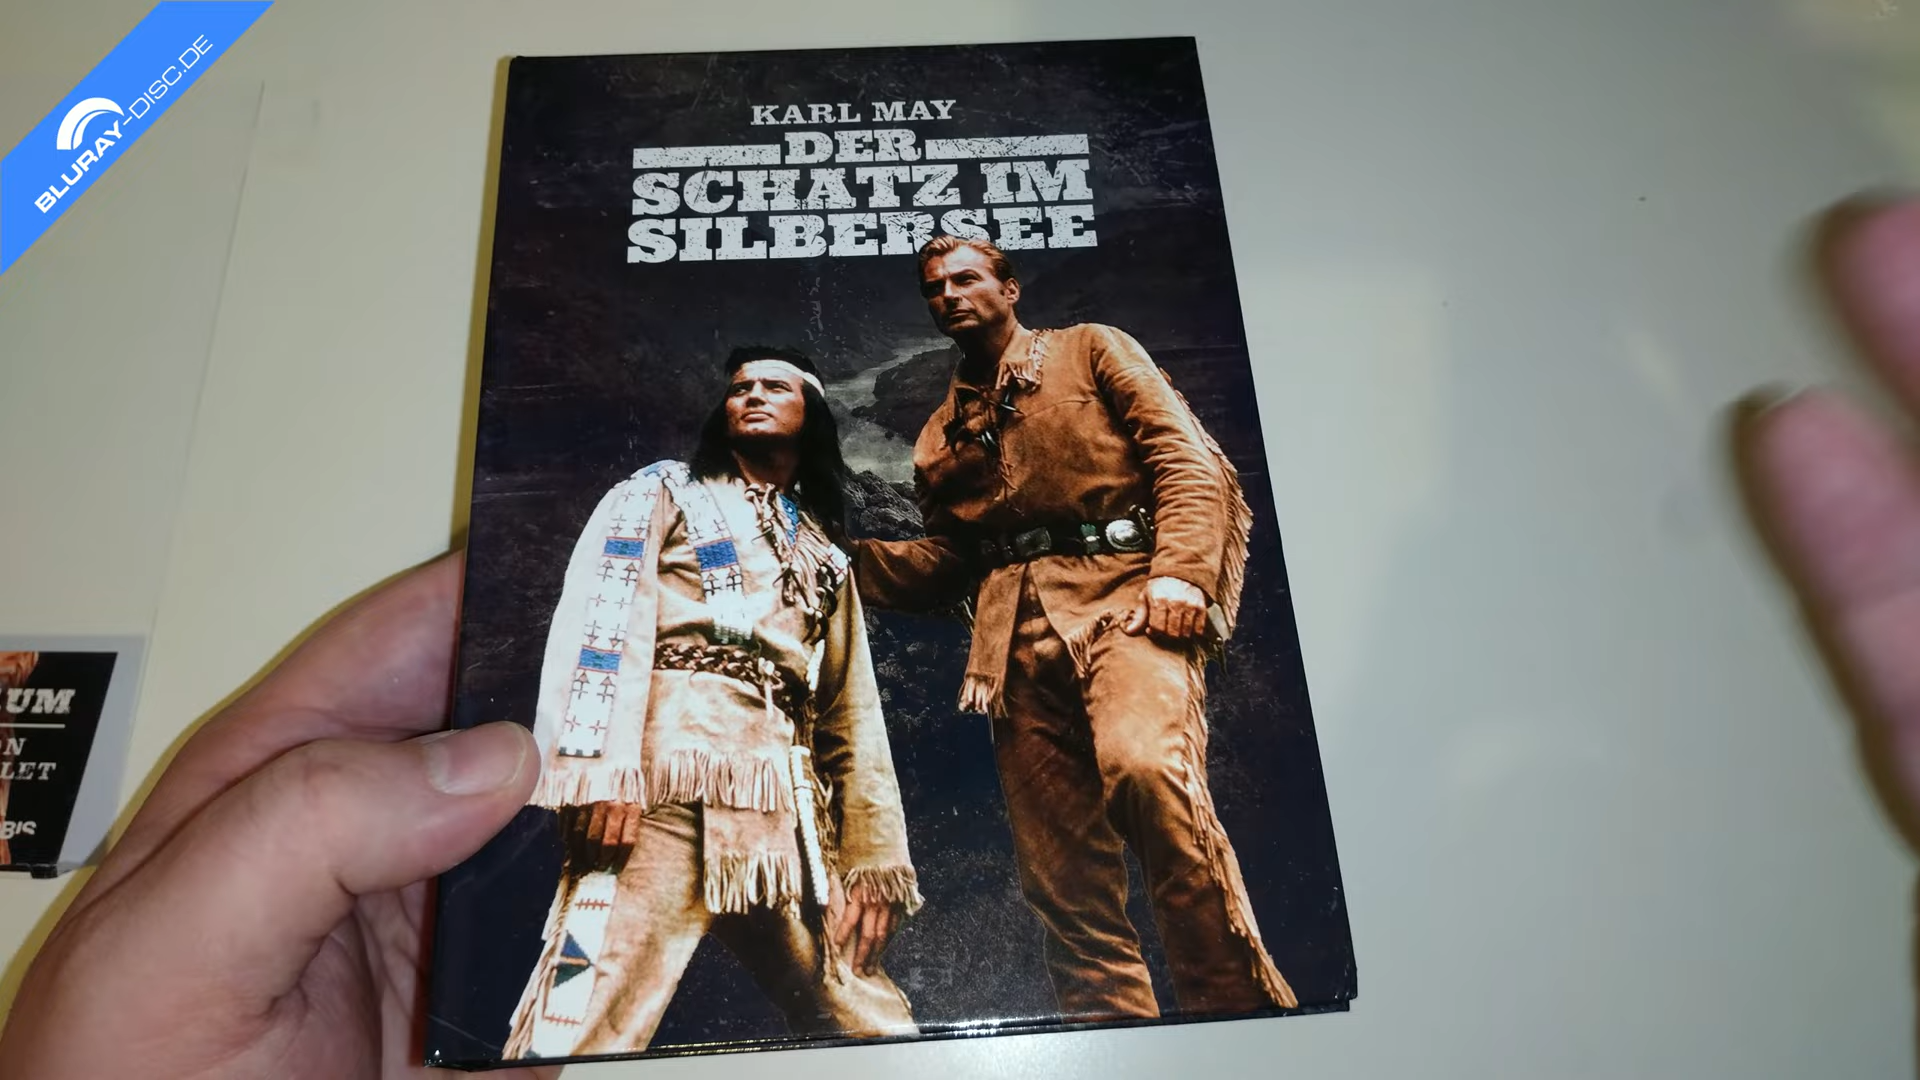 BLURAY-DISC.DE
KARL MAY
DER
SCHATZ IM
SILBERSEE
UM
N
LET
B'S